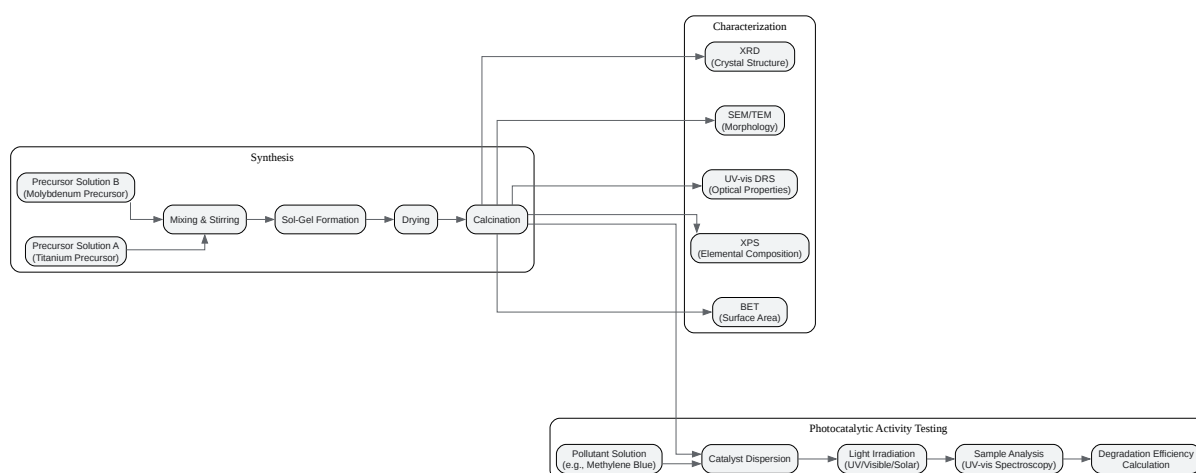 Synthesis
Precursor Solution B
(Molybdenum Precursor)
Precursor Solution A
(Titanium Precursor)
Mixing & Stirring
Sol-Gel Formation
Drying
Calcination
Characterization
XRD
(Crystal Structure)
SEM/TEM
(Morphology)
UV-vis DRS
(Optical Properties)
XPS
(Elemental Composition)
BET
(Surface Area)
Photocatalytic Activity Testing
Pollutant Solution
(e.g., Methylene Blue)
Catalyst Dispersion
Light Irradiation
(UV/Visible/Solar)
Sample Analysis
(UV-vis Spectroscopy)
Degradation Efficiency
Calculation